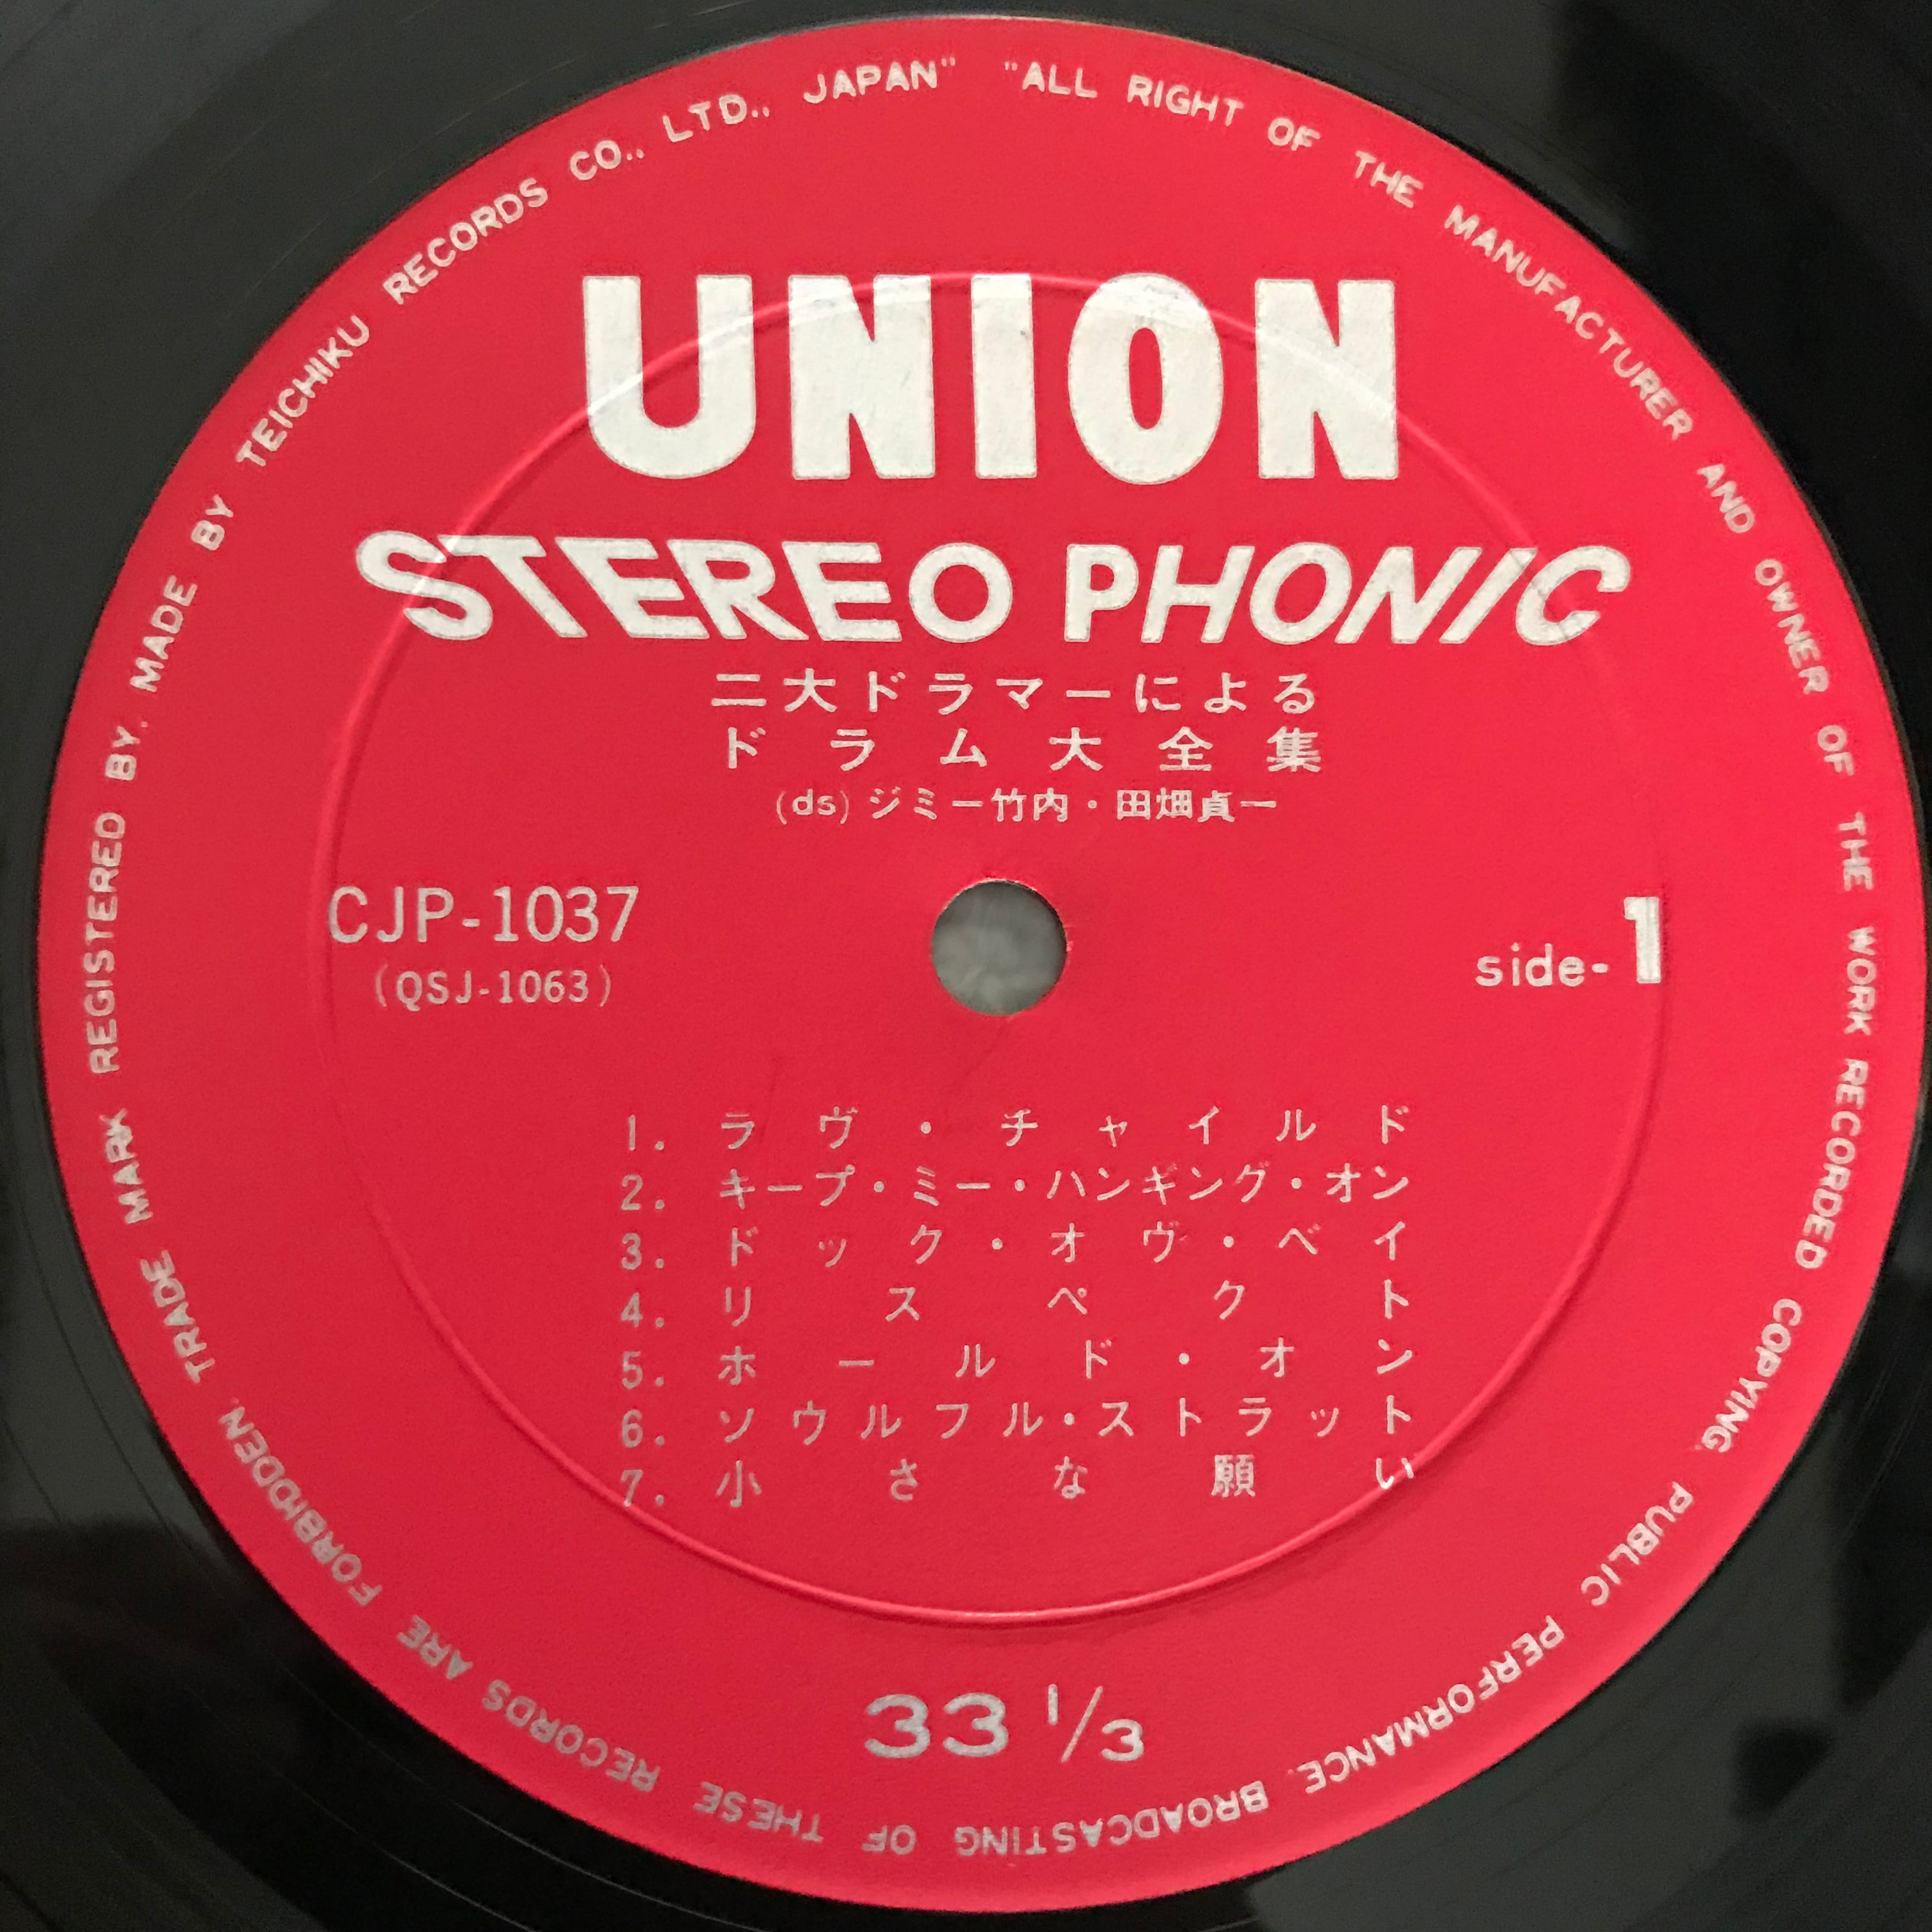 TRADE MARK REGISTERED BY. MADE BY TEICHIKU RECORDS CO., LTD., JAPAN" "ALL RIGHT OF THE MANUFACTURER AND OWNER OF THE WORK RECORDED COPYING. PUBLIC PERFORMANCE. BROADCASTING OF THESE RECORDS ARE FORBIDDEN.
UNION
STEREO PHONIC
二大ドラマーによる
ドラム大全集
(ds) ジミー竹内・田畑貞一
CJP-1037
(QSJ-1063)
side-1
1. ラヴ・チャイルド
2. キープ・ミー・ハンギング・オン
3. ドック・オヴ・ベイ
4. リスペクト
5. ホールド・オン
6. ソウルフル・ストラット
7. 小さな願い
33 1/3